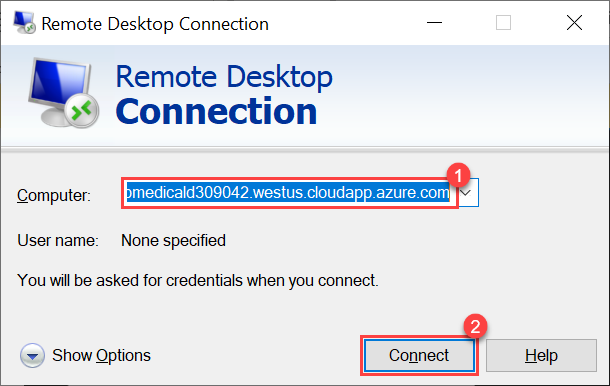 Remote Desktop Connection
Remote Desktop
Connection
1
Computer: omedicald309042.westus.cloudapp.azure.com
User name: None specified
You will be asked for credentials when you connect.
2
Show Options Connect Help